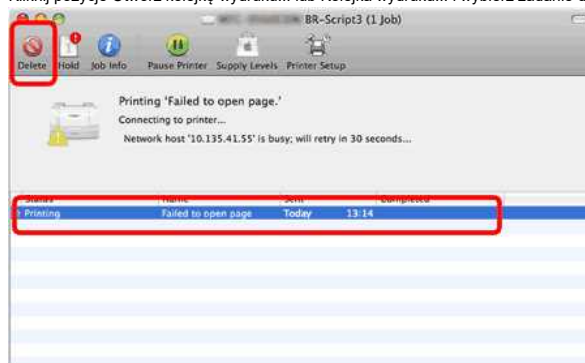 BR-Script3 (1 Job)
Delete Hold Job Info Pause Printer Supply Levels Printer Setup
Printing 'Failed to open page.'
Connecting to printer...
Network host '10.135.41.55' is busy; will retry in 30 seconds...
Status Name Sent Completed
Printing Failed to open page Today 13:14